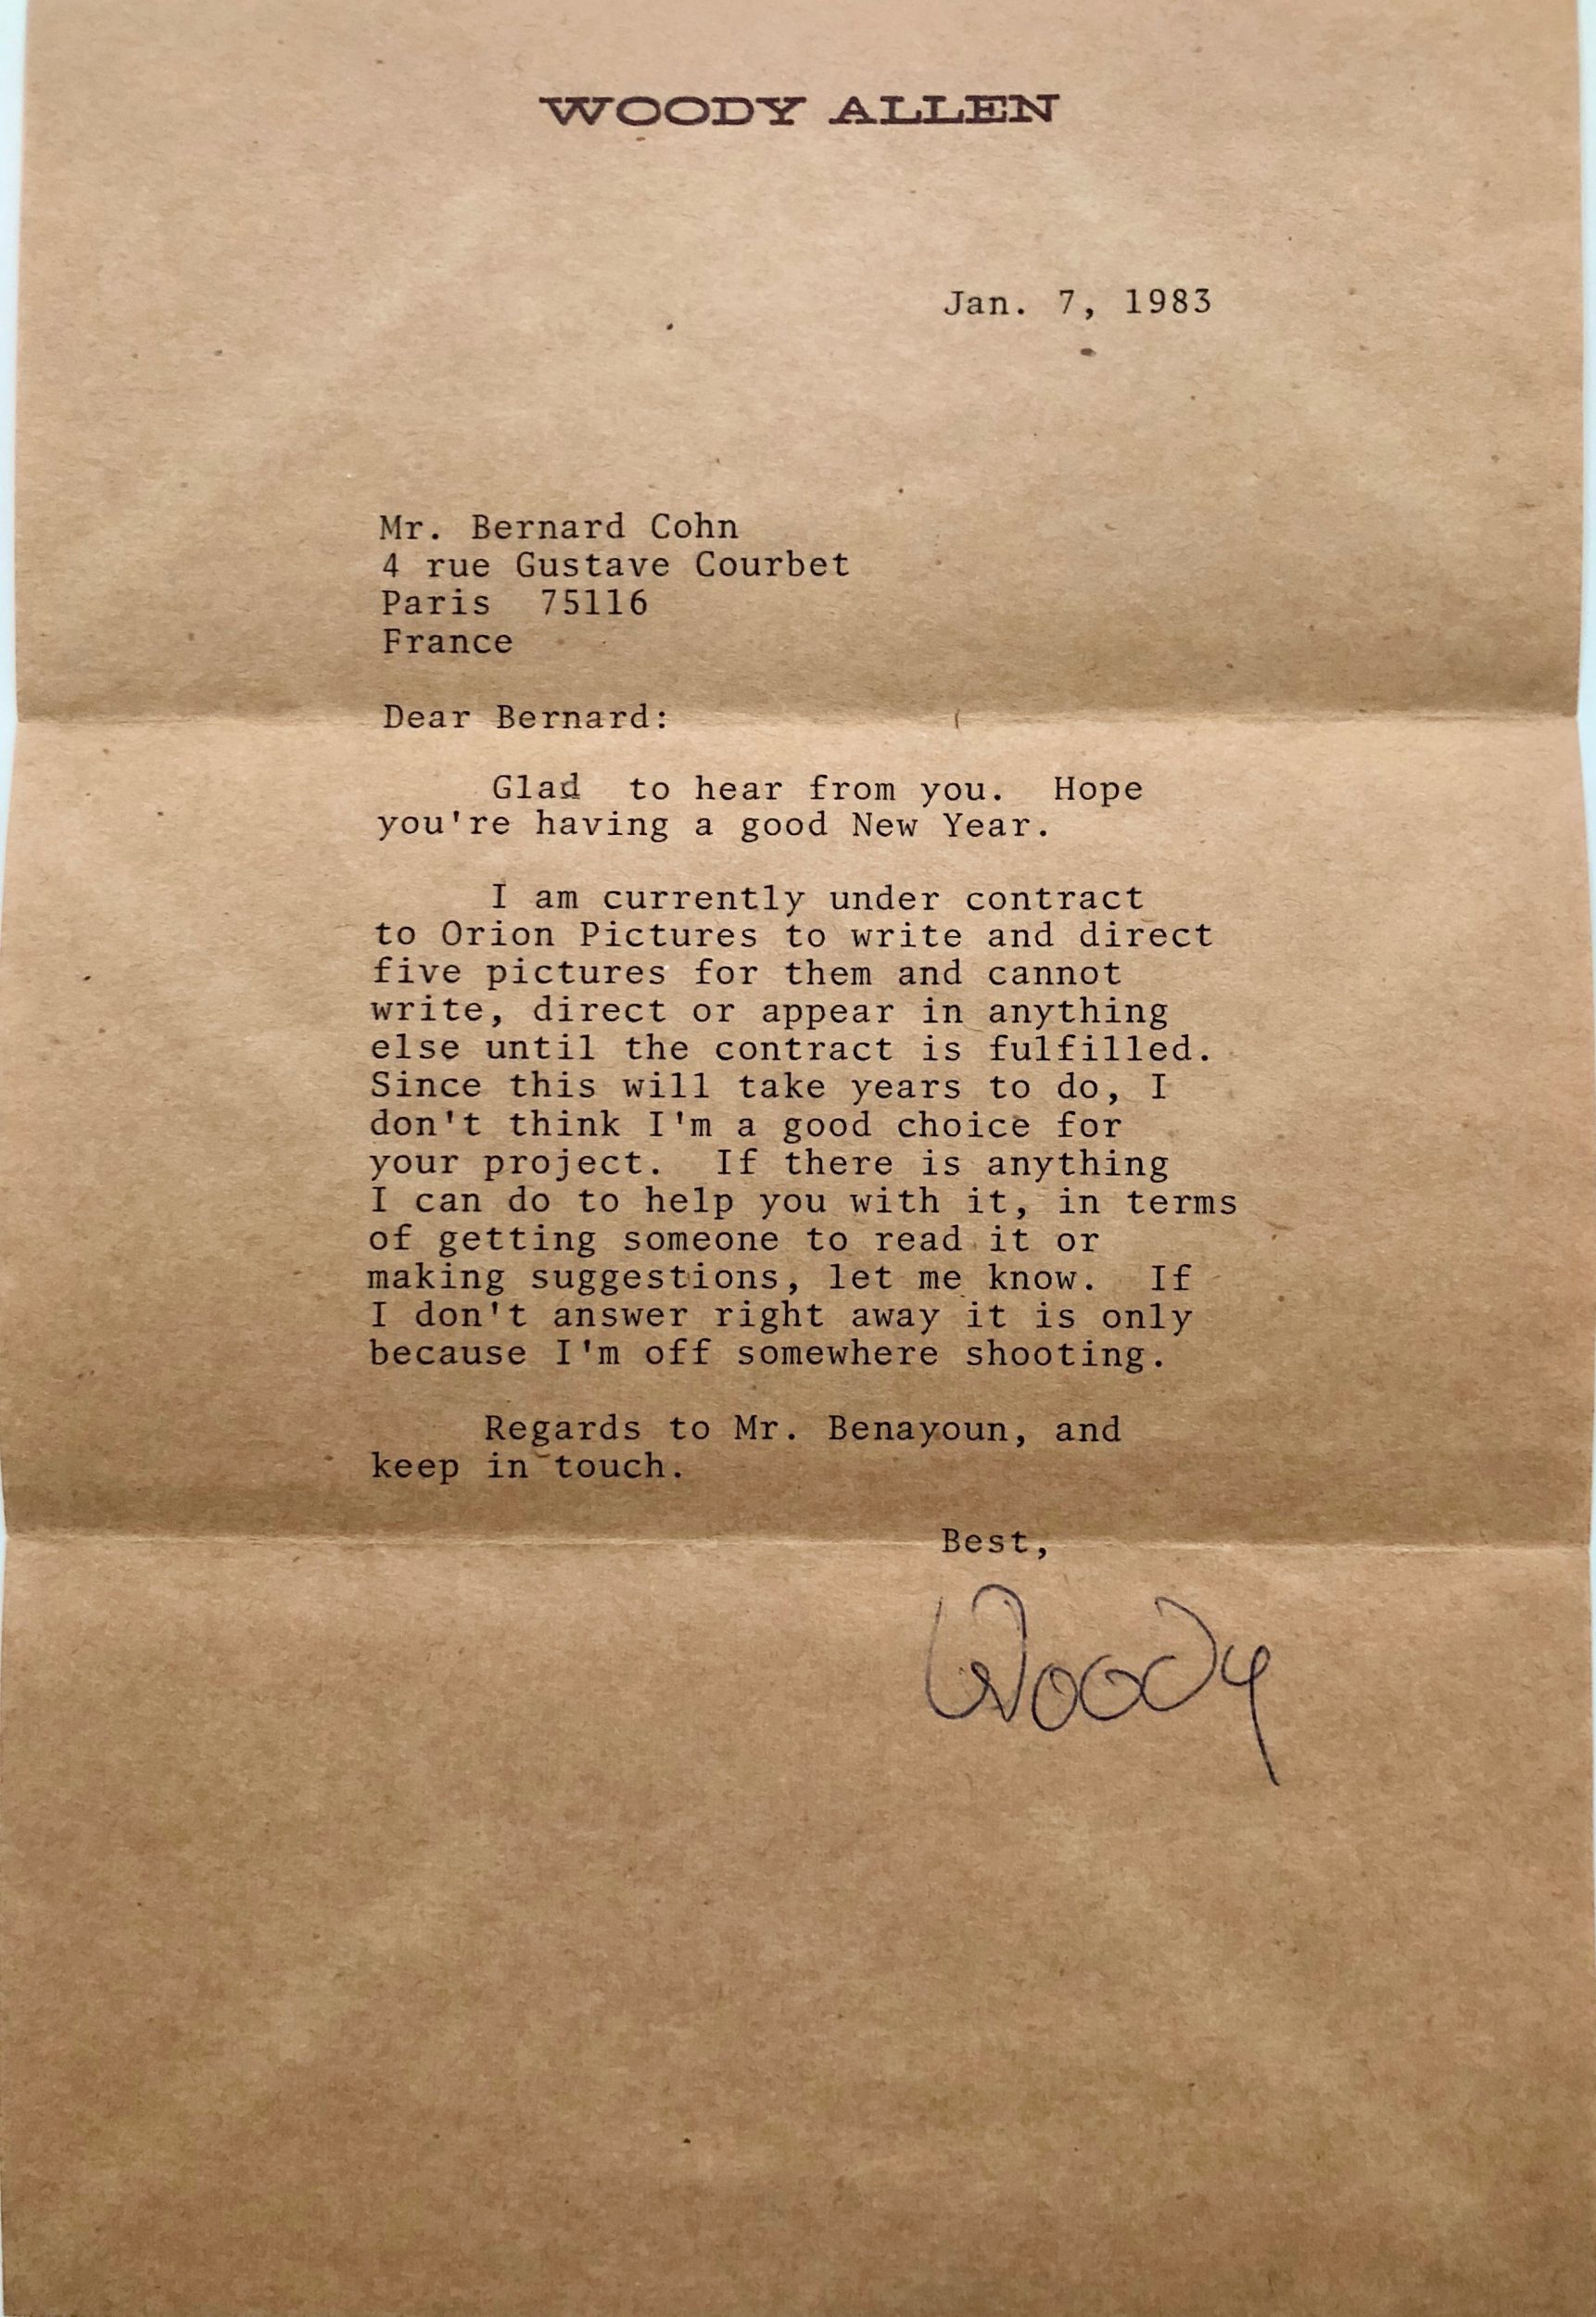 WOODY ALLEN
Jan. 7, 1983
Mr. Bernard Cohn
4 rue Gustave Courbet
Paris  75116
France
Dear Bernard:
Glad  to hear from you.  Hope
you're having a good New Year.
I am currently under contract
to Orion Pictures to write and direct
five pictures for them and cannot
write, direct or appear in anything
else until the contract is fulfilled.
Since this will take years to do, I
don't think I'm a good choice for
your project.  If there is anything
I can do to help you with it, in terms
of getting someone to read it or
making suggestions, let me know.  If
I don't answer right away it is only
because I'm off somewhere shooting.
Regards to Mr. Benayoun, and
keep in touch.
Best,
Woody